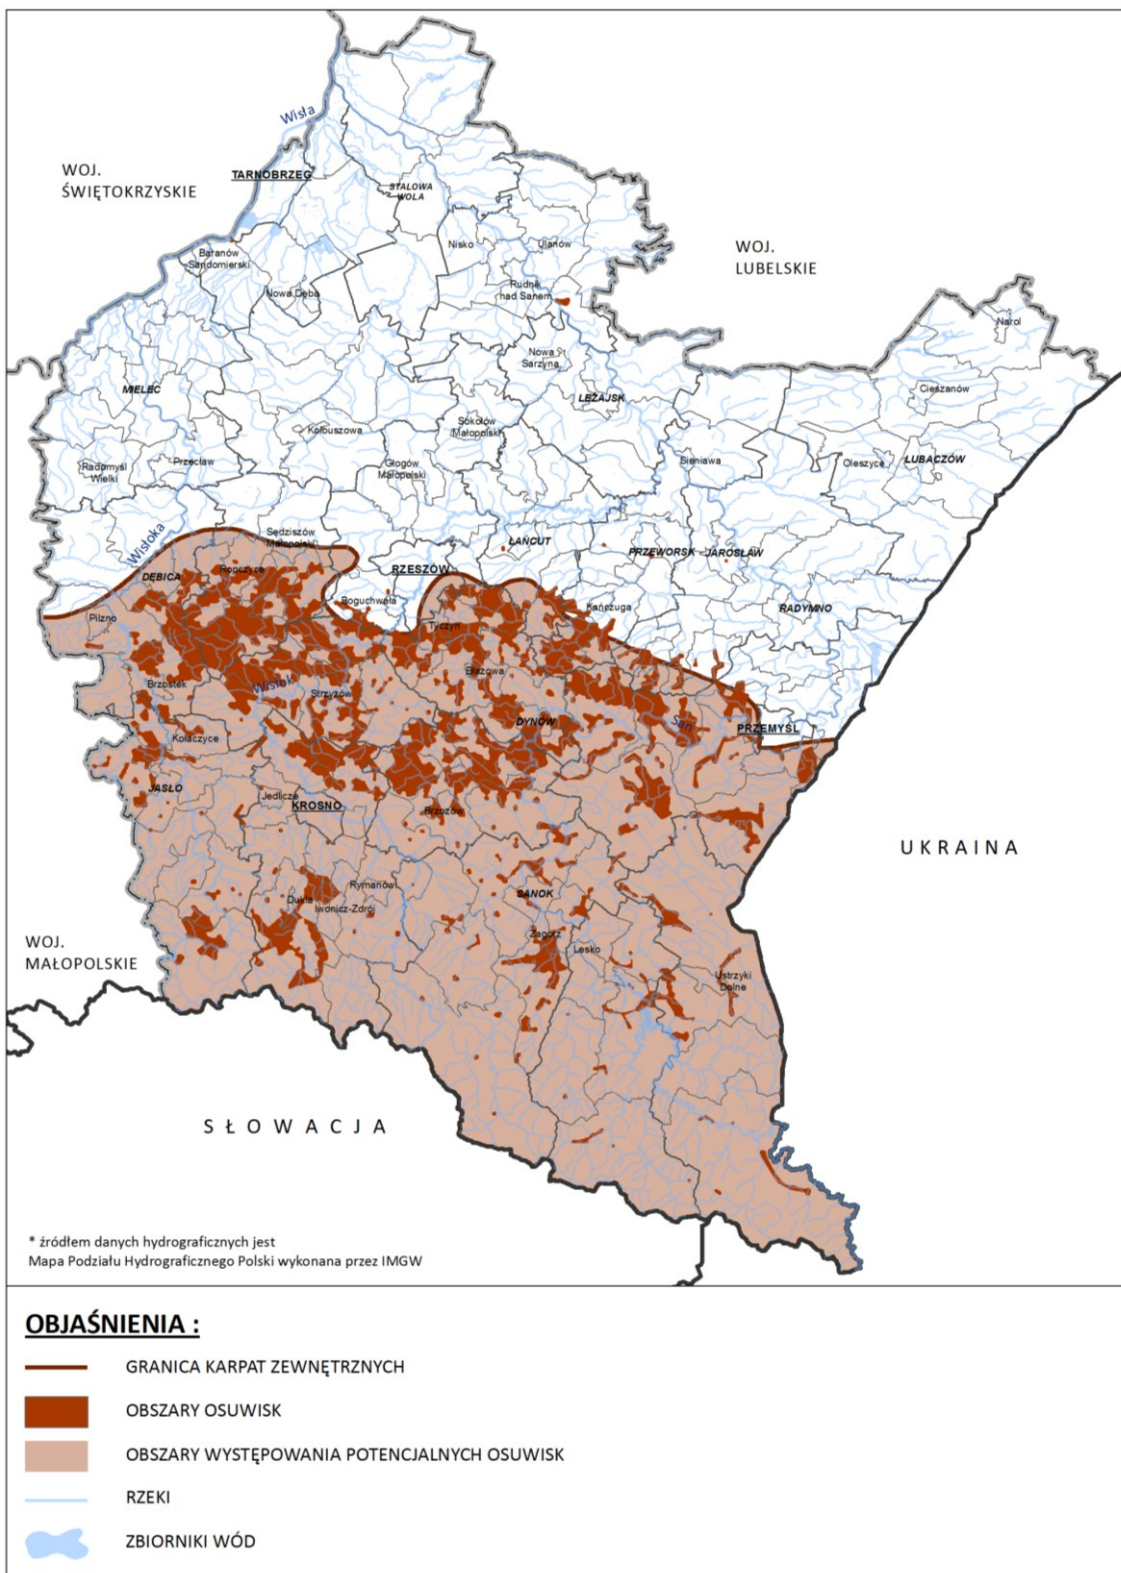 Wisła
WOJ.
ŚWIĘTOKRZYSKIE
TARNOBRZEG
STALOWA
WOLA
Nisko
Ulanów
WOJ.
LUBELSKIE
Baranów
Sandomierski
Nowa Dęba
Rudnik
nad Sanem
Narol
Nowa
Sarzyna
MIELEC
LEŻAJSK
Cieszanów
Kolbuszowa
Sokołów
Małopolski
Radomyśl
Wielki
Przecław
Głogów
Małopolski
Sieniawa
Oleszyce
LUBACZÓW
Wisłoka
Sędziszów
Małopolski
ŁAŃCUT
PRZEWORSK
JAROSŁAW
DĘBICA
Ropczyce
RZESZÓW
Boguchwała
Kańczuga
RADYMNO
Pilzno
Tyczyn
Błażowa
Brzostek
Wisłok
Strzyżów
DYNÓW
San
PRZEMYŚL
Kołaczyce
JASŁO
Jedlicze
KROSNO
Brzozów
UKRAINA
Rymanów
Dukla
Iwonicz-Zdrój
SANOK
Zagórz
Lesko
WOJ.
MAŁOPOLSKIE
Ustrzyki
Dolne
SŁOWACJA
* źródłem danych hydrograficznych jest
Mapa Podziału Hydrograficznego Polski wykonana przez IMGW
OBJAŚNIENIA :
GRANICA KARPAT ZEWNĘTRZNYCH
OBSZARY OSUWISK
OBSZARY WYSTĘPOWANIA POTENCJALNYCH OSUWISK
RZEKI
ZBIORNIKI WÓD